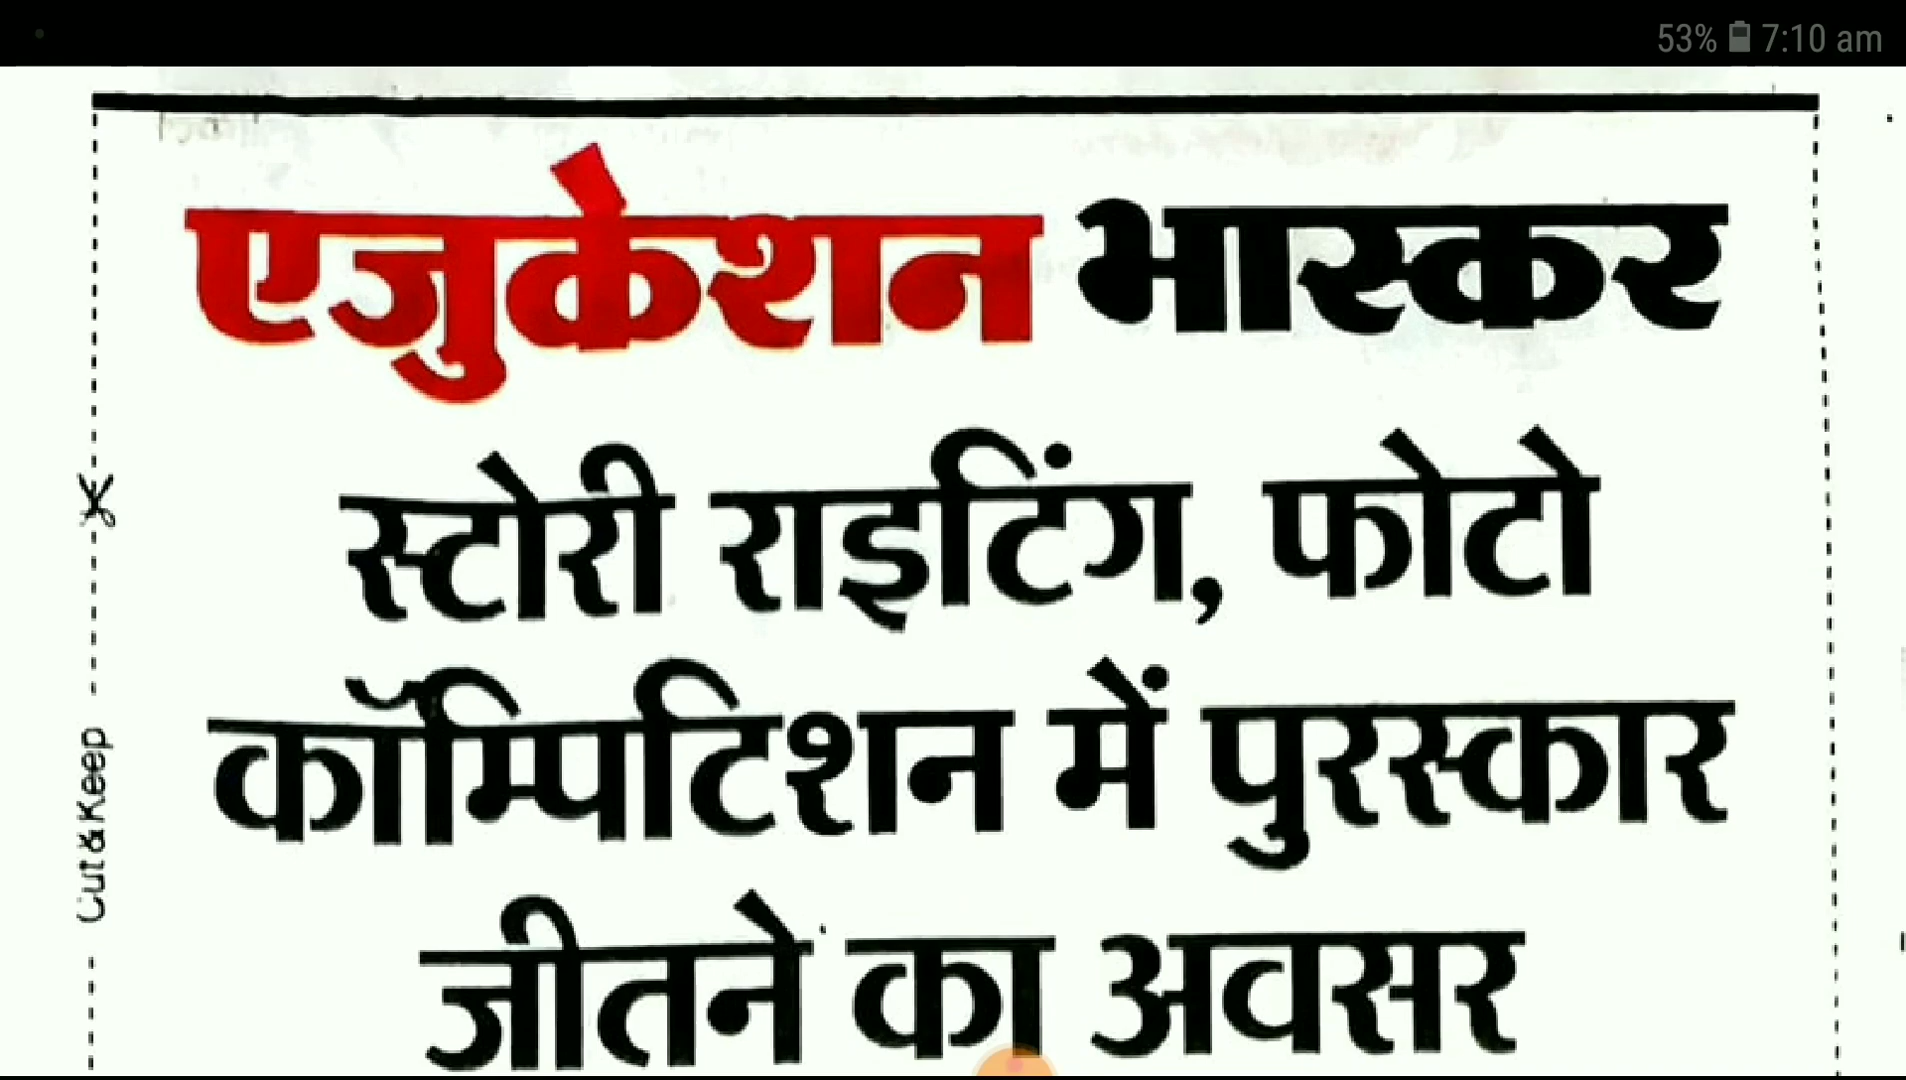 53% 7:10 am
एजुकेशन भास्कर
स्टोरी राइटिंग, फोटो
कॉम्पिटिशन में पुरस्कार
जीतने का अवसर
Cut & Keep